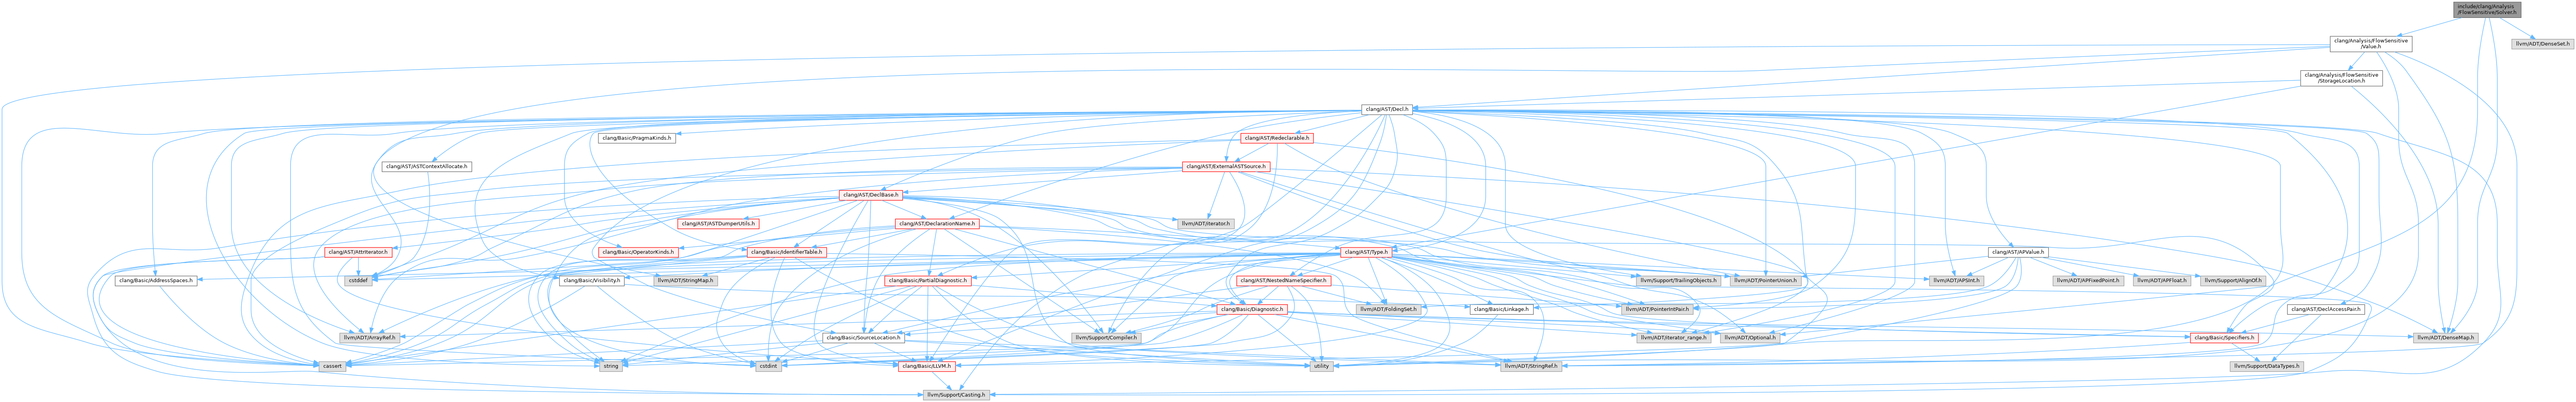 include/clang/Analysis
/FlowSensitive/Solver.h
clang/Analysis/FlowSensitive
/Value.h
llvm/ADT/DenseSet.h
clang/Analysis/FlowSensitive
/StorageLocation.h
clang/AST/Decl.h
clang/Basic/PragmaKinds.h
clang/AST/Redeclarable.h
clang/AST/ASTContextAllocate.h
clang/AST/ExternalASTSource.h
clang/AST/DeclBase.h
clang/AST/ASTDumperUtils.h
clang/AST/DeclarationName.h
llvm/ADT/iterator.h
clang/AST/AttrIterator.h
clang/Basic/OperatorKinds.h
clang/Basic/IdentifierTable.h
clang/AST/Type.h
clang/AST/APValue.h
clang/Basic/AddressSpaces.h
cstddef
clang/Basic/Visibility.h
llvm/ADT/StringMap.h
clang/Basic/PartialDiagnostic.h
clang/AST/NestedNameSpecifier.h
llvm/Support/TrailingObjects.h
llvm/ADT/PointerUnion.h
llvm/ADT/APSInt.h
llvm/ADT/APFixedPoint.h
llvm/ADT/APFloat.h
llvm/Support/AlignOf.h
clang/Basic/Diagnostic.h
llvm/ADT/FoldingSet.h
clang/Basic/Linkage.h
llvm/ADT/PointerIntPair.h
clang/AST/DeclAccessPair.h
llvm/ADT/ArrayRef.h
clang/Basic/SourceLocation.h
llvm/Support/Compiler.h
llvm/ADT/iterator_range.h
llvm/ADT/Optional.h
clang/Basic/Specifiers.h
llvm/ADT/DenseMap.h
cassert
string
cstdint
clang/Basic/LLVM.h
utility
llvm/ADT/StringRef.h
llvm/Support/DataTypes.h
llvm/Support/Casting.h